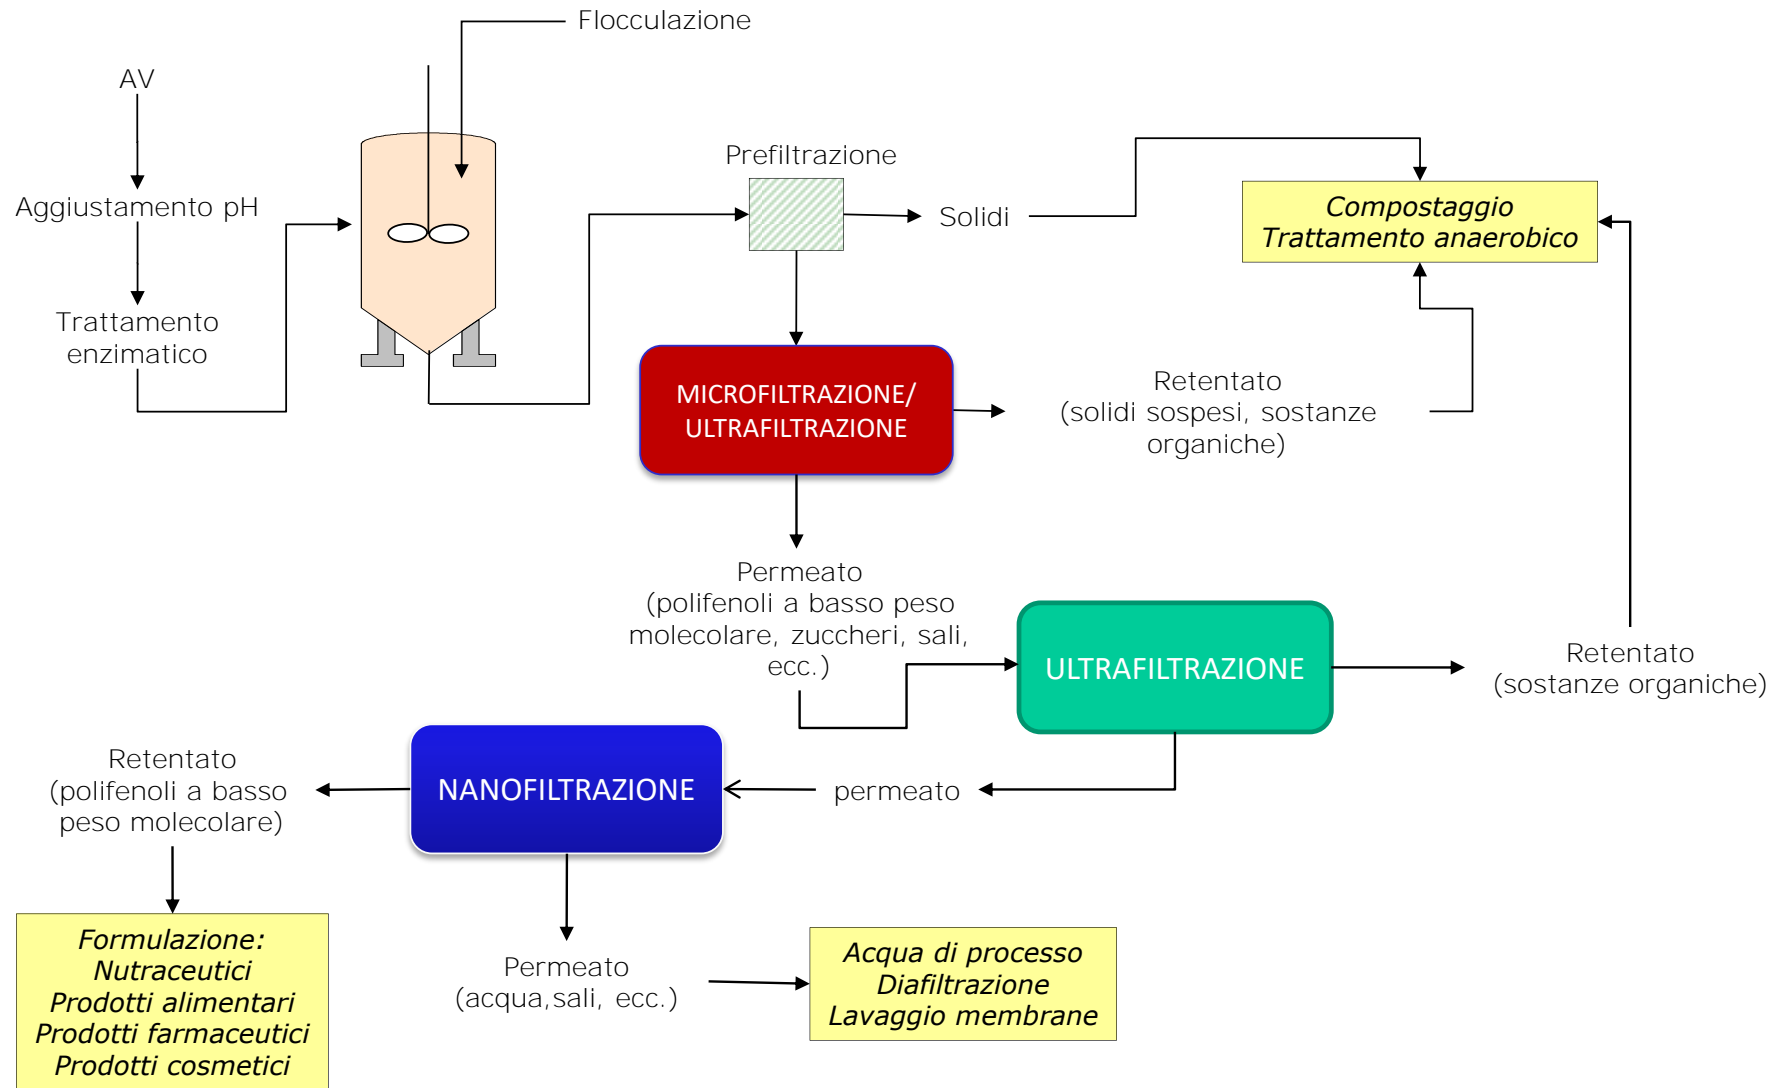 Flocculazione
AV
Aggiustamento pH
Trattamento
enzimatico
Prefiltrazione
Solidi
Compostaggio
Trattamento anaerobico
MICROFILTRAZIONE/
ULTRAFILTRAZIONE
Retentato
(solidi sospesi, sostanze
organiche)
Permeato
(polifenoli a basso peso
molecolare, zuccheri, sali,
ecc.)
ULTRAFILTRAZIONE
Retentato
(sostanze organiche)
permeato
NANOFILTRAZIONE
Retentato
(polifenoli a basso
peso molecolare)
Formulazione:
Nutraceutici
Prodotti alimentari
Prodotti farmaceutici
Prodotti cosmetici
Permeato
(acqua,sali, ecc.)
Acqua di processo
Diafiltrazione
Lavaggio membrane